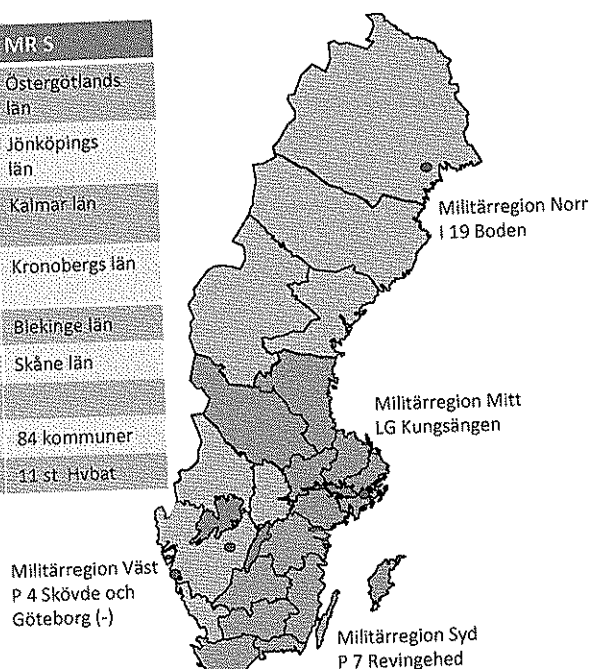 MR S
Östergötlands
län
Jönköpings
län
Kalmar län
Kronobergs län
Blekinge län
Skåne län
84 kommuner
11 st. Hvbat
Militärregion Norr
I 19 Boden
Militärregion Mitt
LG Kungsängen
Militärregion Väst
P 4 Skövde och
Göteborg (-)
Militärregion Syd
P 7 Revingehed